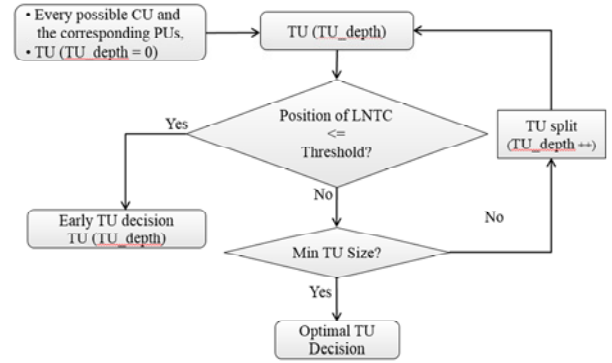 • Every possible CU and
the corresponding PUs,
• TU (TU_depth = 0)
TU (TU_depth)
Position of LNTC
<=
Threshold?
Yes
TU split
(TU_depth ++)
Early TU decision
TU (TU_depth)
No
No
Min TU Size?
Yes
Optimal TU
Decision